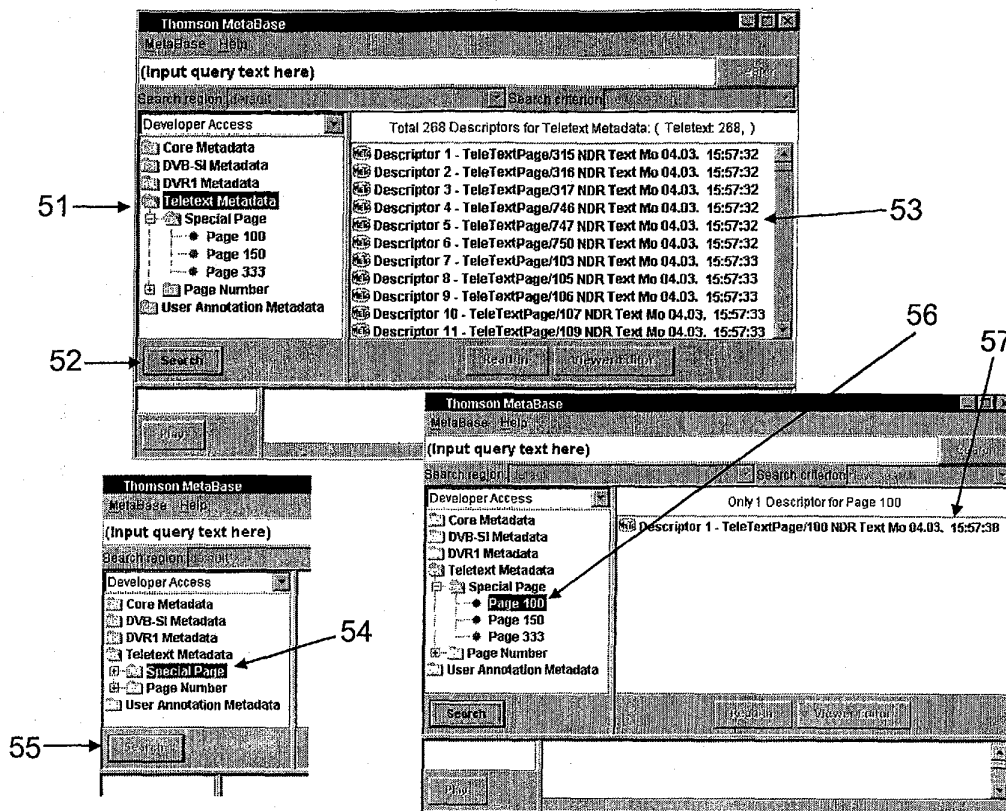 Thomson MetaBase
MetaBase Help
(Input query text here)
Search
Search region default Search criterion new search
Developer Access
Total 268 Descriptors for Teletext Metadata: ( Teletext: 268, )
Core Metadata
DVB-SI Metadata
DVR1 Metadata
Teletext Metadata
Special Page
Page 100
Page 150
Page 333
Page Number
User Annotation Metadata
Descriptor 1 - TeleTextPage/315 NDR Text Mo 04.03. 15:57:32
Descriptor 2 - TeleTextPage/316 NDR Text Mo 04.03. 15:57:32
Descriptor 3 - TeleTextPage/317 NDR Text Mo 04.03. 15:57:32
Descriptor 4 - TeleTextPage/746 NDR Text Mo 04.03. 15:57:32
Descriptor 5 - TeleTextPage/747 NDR Text Mo 04.03. 15:57:32
Descriptor 6 - TeleTextPage/750 NDR Text Mo 04.03. 15:57:32
Descriptor 7 - TeleTextPage/103 NDR Text Mo 04.03. 15:57:33
Descriptor 8 - TeleTextPage/105 NDR Text Mo 04.03. 15:57:33
Descriptor 9 - TeleTextPage/106 NDR Text Mo 04.03. 15:57:33
Descriptor 10 - TeleTextPage/107 NDR Text Mo 04.03. 15:57:33
Descriptor 11 - TeleTextPage/109 NDR Text Mo 04.03. 15:57:33
Search
Read-In Viewer/Editor
Play
51
52
53
Thomson MetaBase
MetaBase Help
(Input query text here)
Search region default
Developer Access
Core Metadata
DVB-SI Metadata
DVR1 Metadata
Teletext Metadata
Special Page
Page Number
User Annotation Metadata
Search
54
55
Thomson MetaBase
MetaBase Help
(Input query text here)
Search
Search region default Search criterion new search
Developer Access
Only 1 Descriptor for Page 100
Core Metadata
DVB-SI Metadata
DVR1 Metadata
Teletext Metadata
Special Page
Page 100
Page 150
Page 333
Page Number
User Annotation Metadata
Descriptor 1 - TeleTextPage/100 NDR Text Mo 04.03. 15:57:38
Search
Read-In Viewer/Editor
Play
56
57